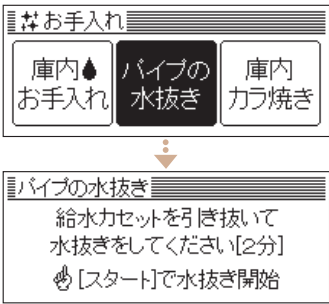 お手入れ
庫内 パイプの 庫内
お手入れ 水抜き カラ焼き
パイプの水抜き
給水カセットを引き抜いて
水抜きをしてください[2分]
[スタート]で水抜き開始